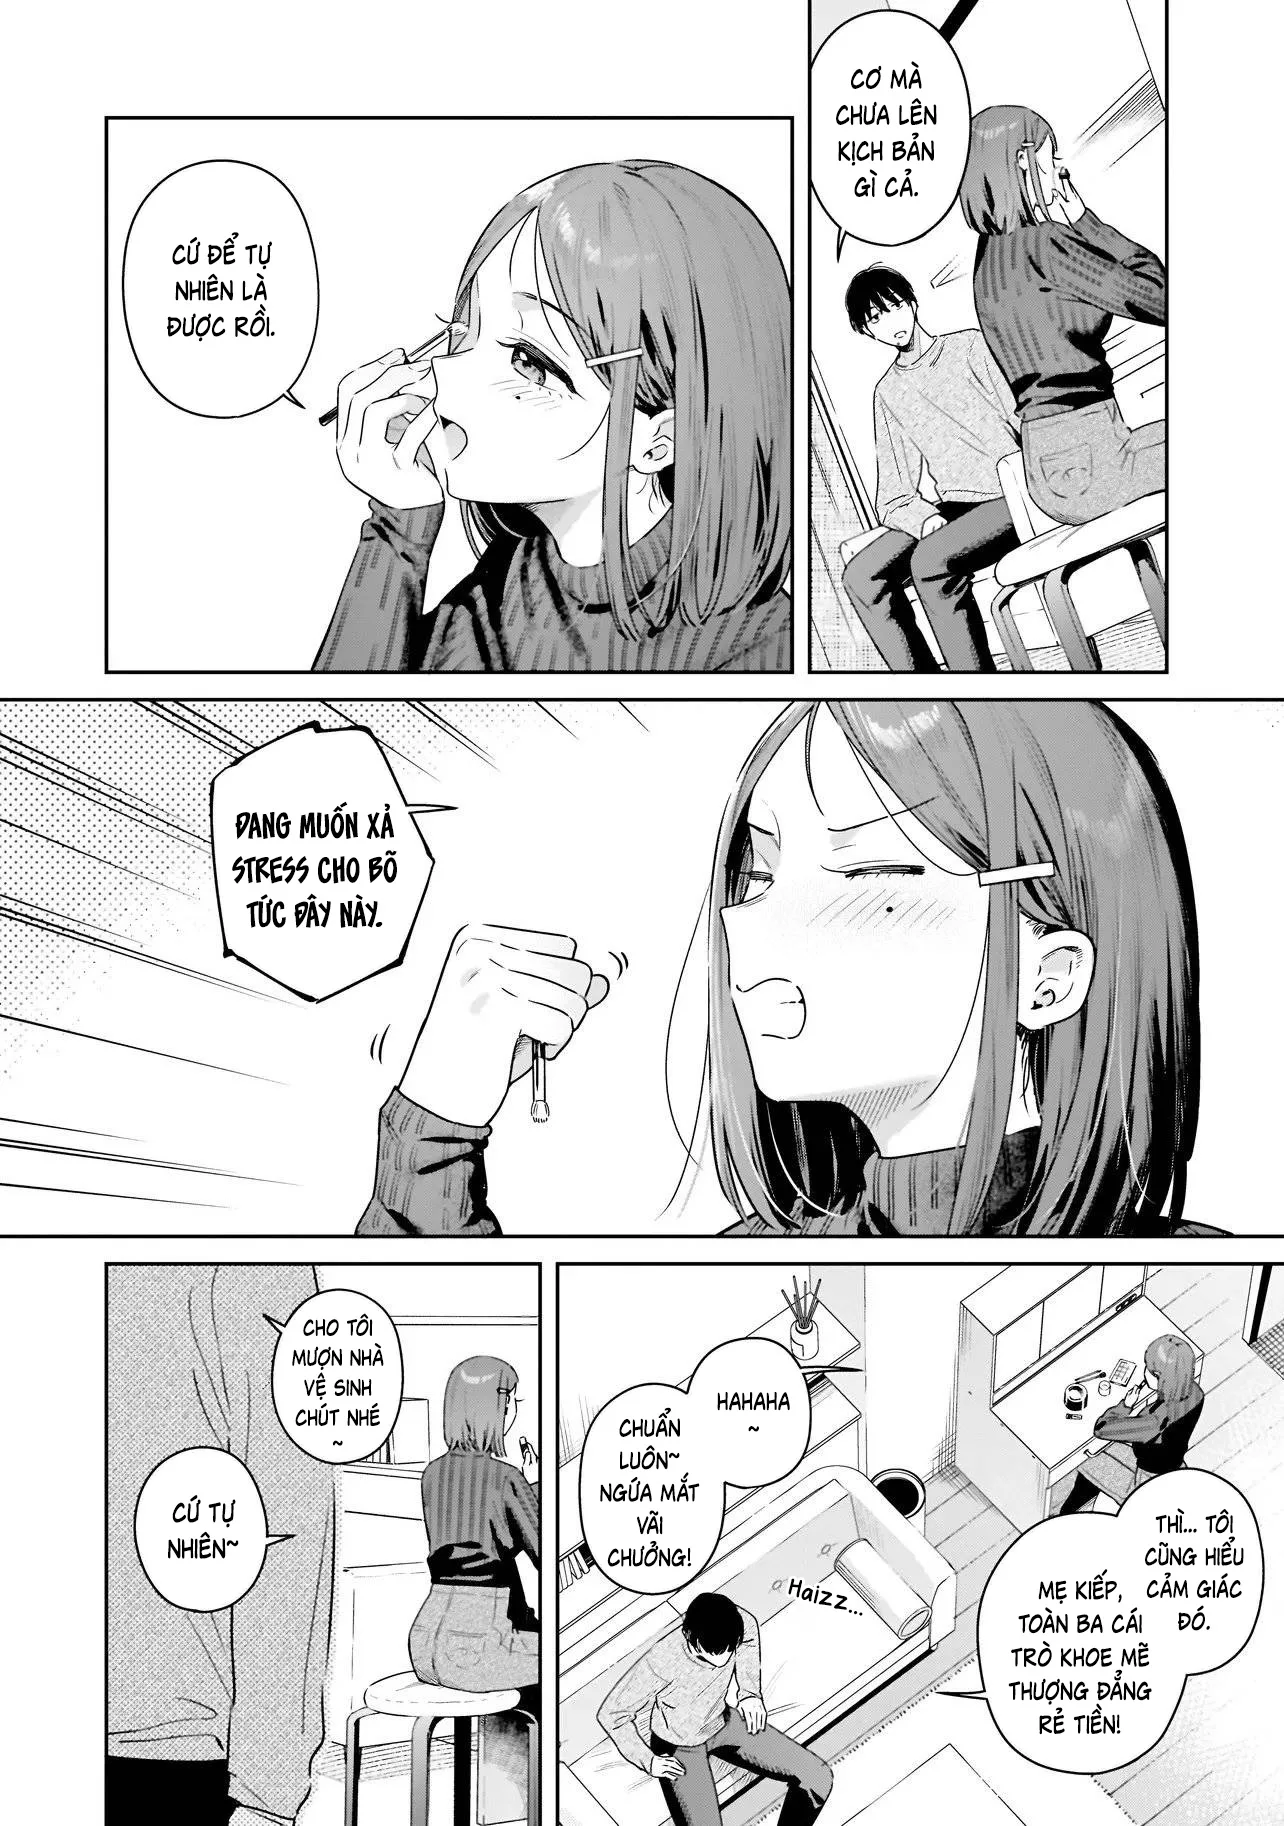 CƠ MÀ
CHƯA LÊN
KỊCH BẢN
GÌ CẢ.
CỨ ĐỂ TỰ
NHIÊN LÀ
ĐƯỢC RỒI.
ĐANG MUỐN XẢ
STRESS CHO BÕ
TỨC ĐÂY NÀY.
THÌ... TÔI
CŨNG HIỂU
CẢM GIÁC
ĐÓ.
MẸ KIẾP,
TOÀN BA CÁI
TRÒ KHOE MẼ
THƯỢNG ĐẲNG
RẺ TIỀN!
HAHAHA
~
CHUẨN
LUÔN~
NGỨA MẮT
VÃI
CHƯỞNG!
Haizz...
CHO TÔI
MƯỢN NHÀ
VỆ SINH
CHÚT NHÉ
~
CỨ TỰ
NHIÊN~